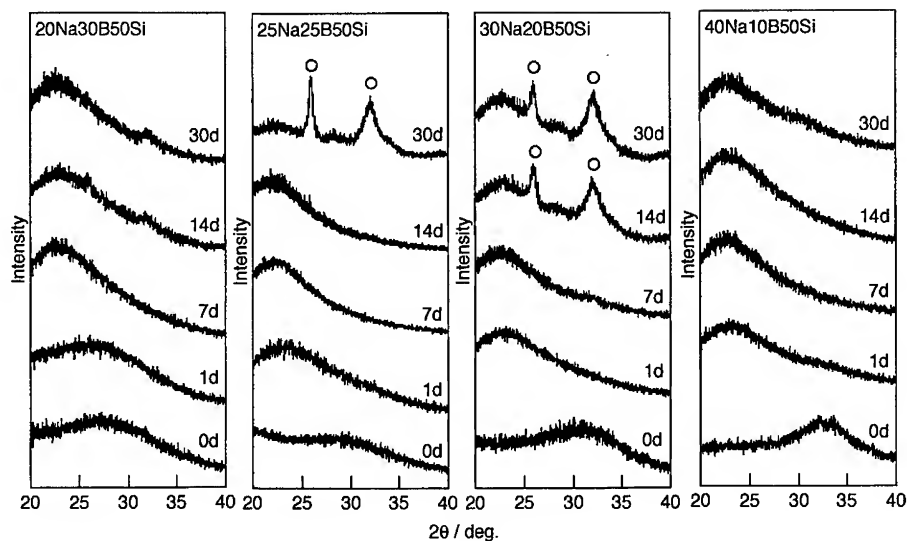 20Na30B50Si
25Na25B50Si
30Na20B50Si
40Na10B50Si
Intensity
30d
14d
7d
1d
0d
20 25 30 35 40
Intensity
30d
14d
7d
1d
0d
20 25 30 35 40
Intensity
30d
14d
7d
1d
0d
20 25 30 35 40
Intensity
30d
14d
7d
1d
0d
20 25 30 35 40
2θ / deg.